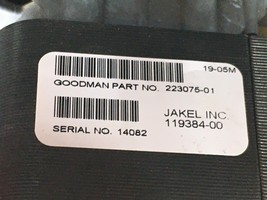 19-05M
GOODMAN PART NO. 223075-01
JAKEL INC.
119384-00
SERIAL NO. 14082